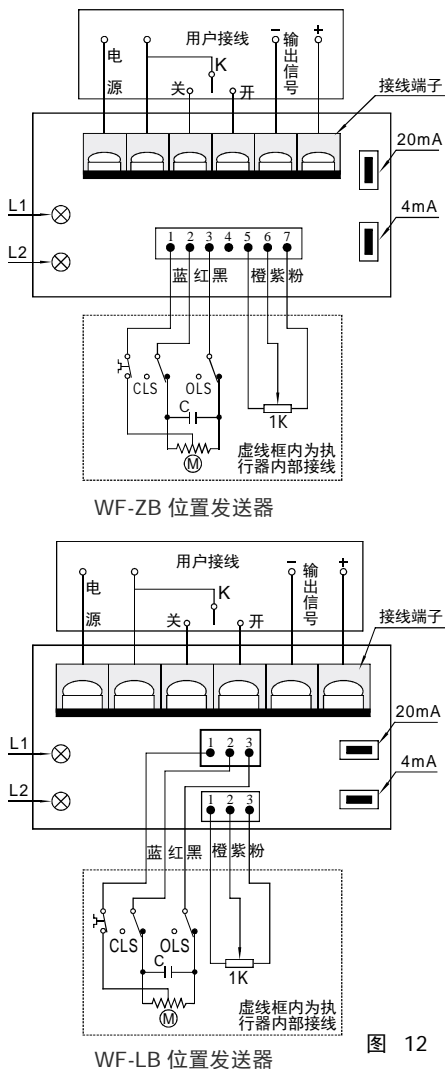 用户接线
− 输出信号 +
电源
K
关 开
接线端子
20mA
4mA
L1
L2
1 2 3 4 5 6 7
蓝 红 黑 橙 紫 粉
CLS OLS
C
1K
M
虚线框内为执
行器内部接线
WF-ZB 位置发送器
用户接线
− 输出信号 +
电源
K
关 开
接线端子
20mA
4mA
L1
L2
1 2 3
1 2 3
蓝 红 黑 橙 紫 粉
CLS OLS
C
1K
M
虚线框内为执
行器内部接线
图 12
WF-LB 位置发送器